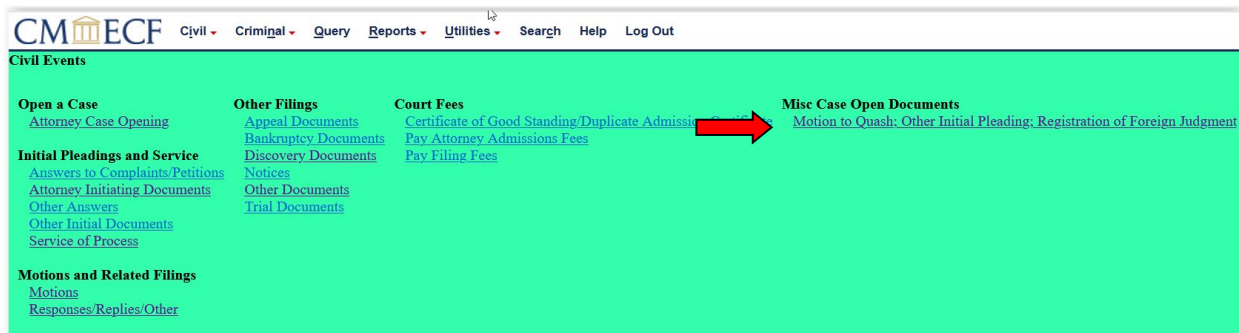 CM ECF Civil Criminal Query Reports Utilities Search Help Log Out
Civil Events
Open a Case
Attorney Case Opening
Initial Pleadings and Service
Answers to Complaints/Petitions
Attorney Initiating Documents
Other Answers
Other Initial Documents
Service of Process
Motions and Related Filings
Motions
Responses/Replies/Other
Other Filings
Appeal Documents
Bankruptcy Documents
Discovery Documents
Notices
Other Documents
Trial Documents
Court Fees
Certificate of Good Standing/Duplicate
Pay Attorney Admissions Fees
Pay Filing Fees
Misc Case Open Documents
Motion to Quash; Other Initial Pleading; Registration of Foreign Judgment